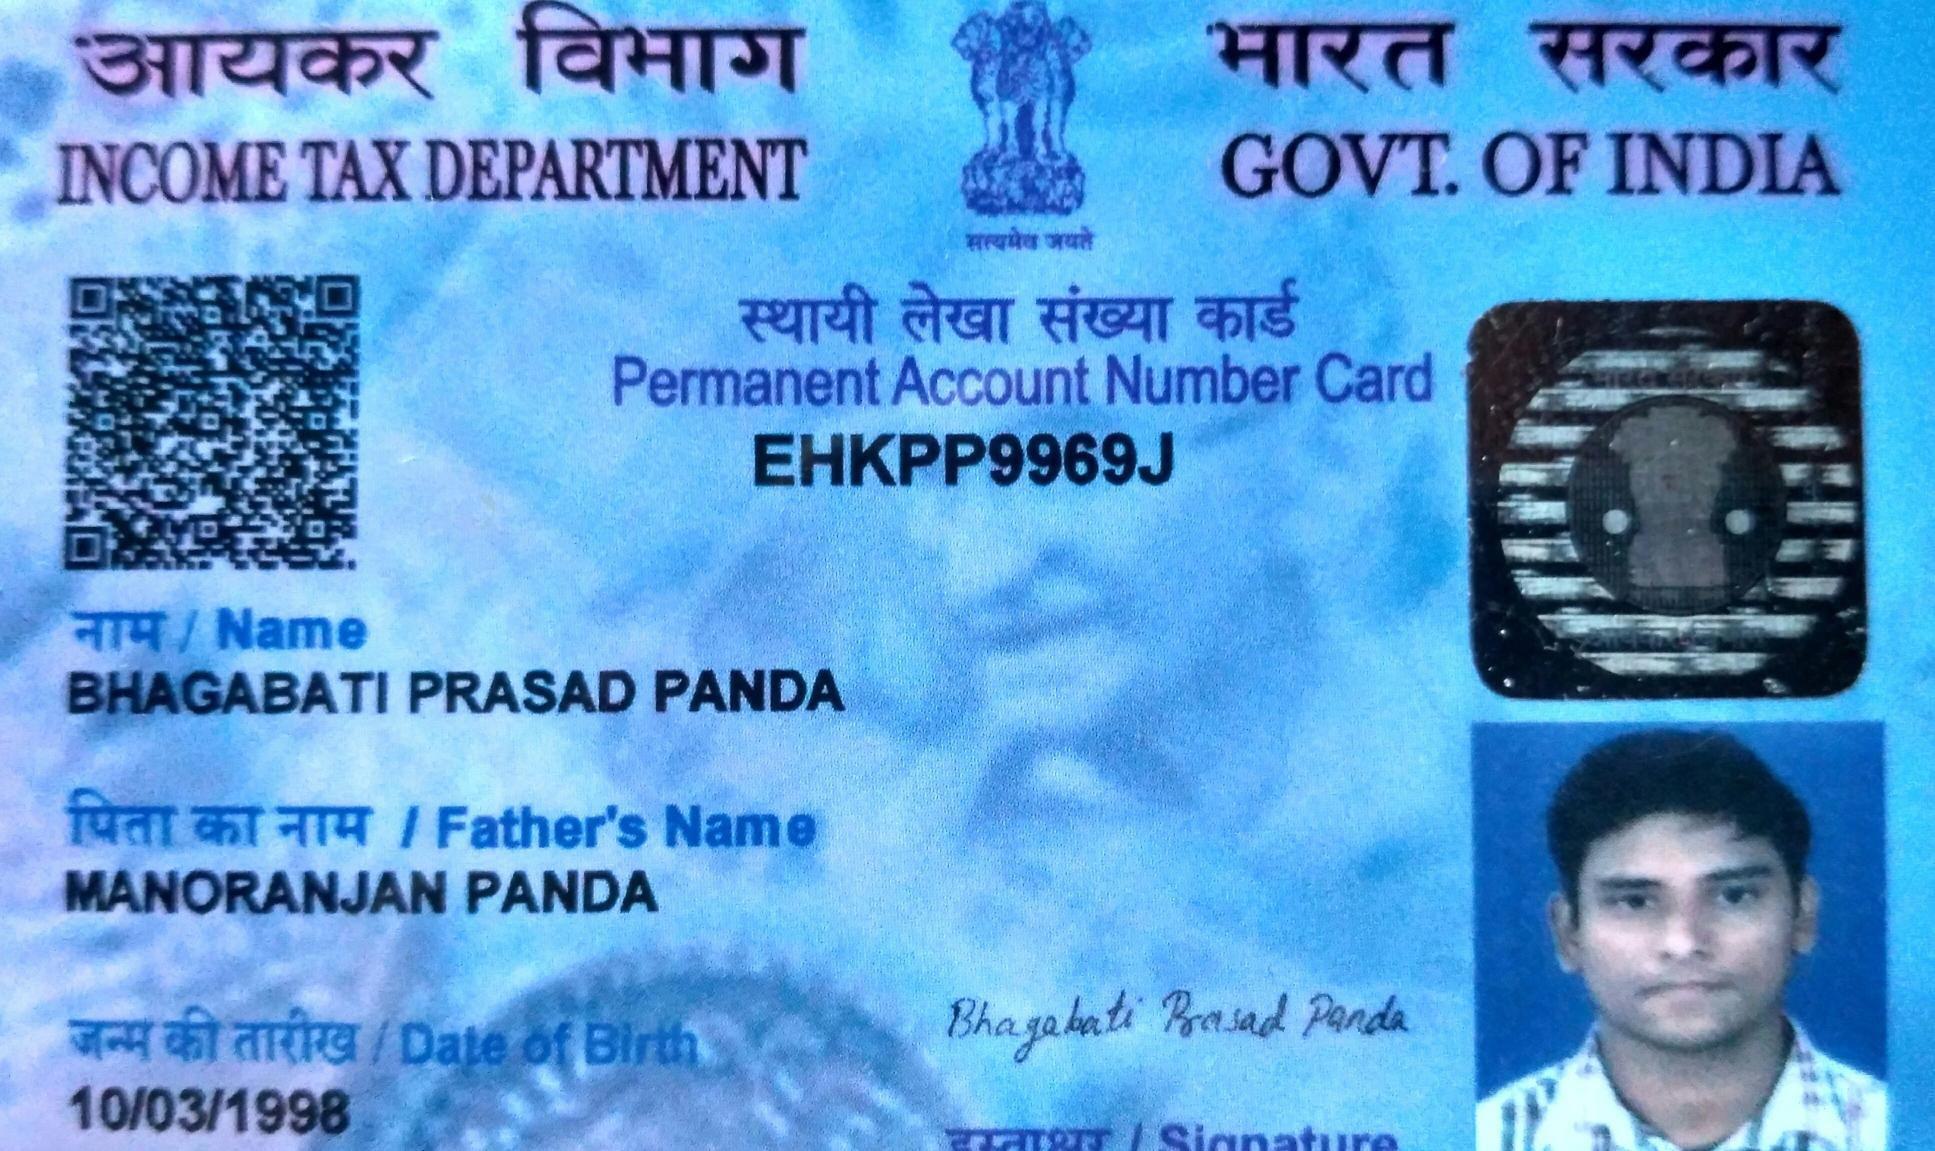 आयकर विभाग
INCOME TAX DEPARTMENT
भारत सरकार
GOVT. OF INDIA
सत्यमेव जयते
स्थायी लेखा संख्या कार्ड
Permanent Account Number Card
EHKPP9969J
नाम / Name
BHAGABATI PRASAD PANDA
पिता का नाम / Father's Name
MANORANJAN PANDA
जन्म की तारीख / Date of Birth
10/03/1998
Bhagabati Prasad Panda
हस्ताक्षर / Signature